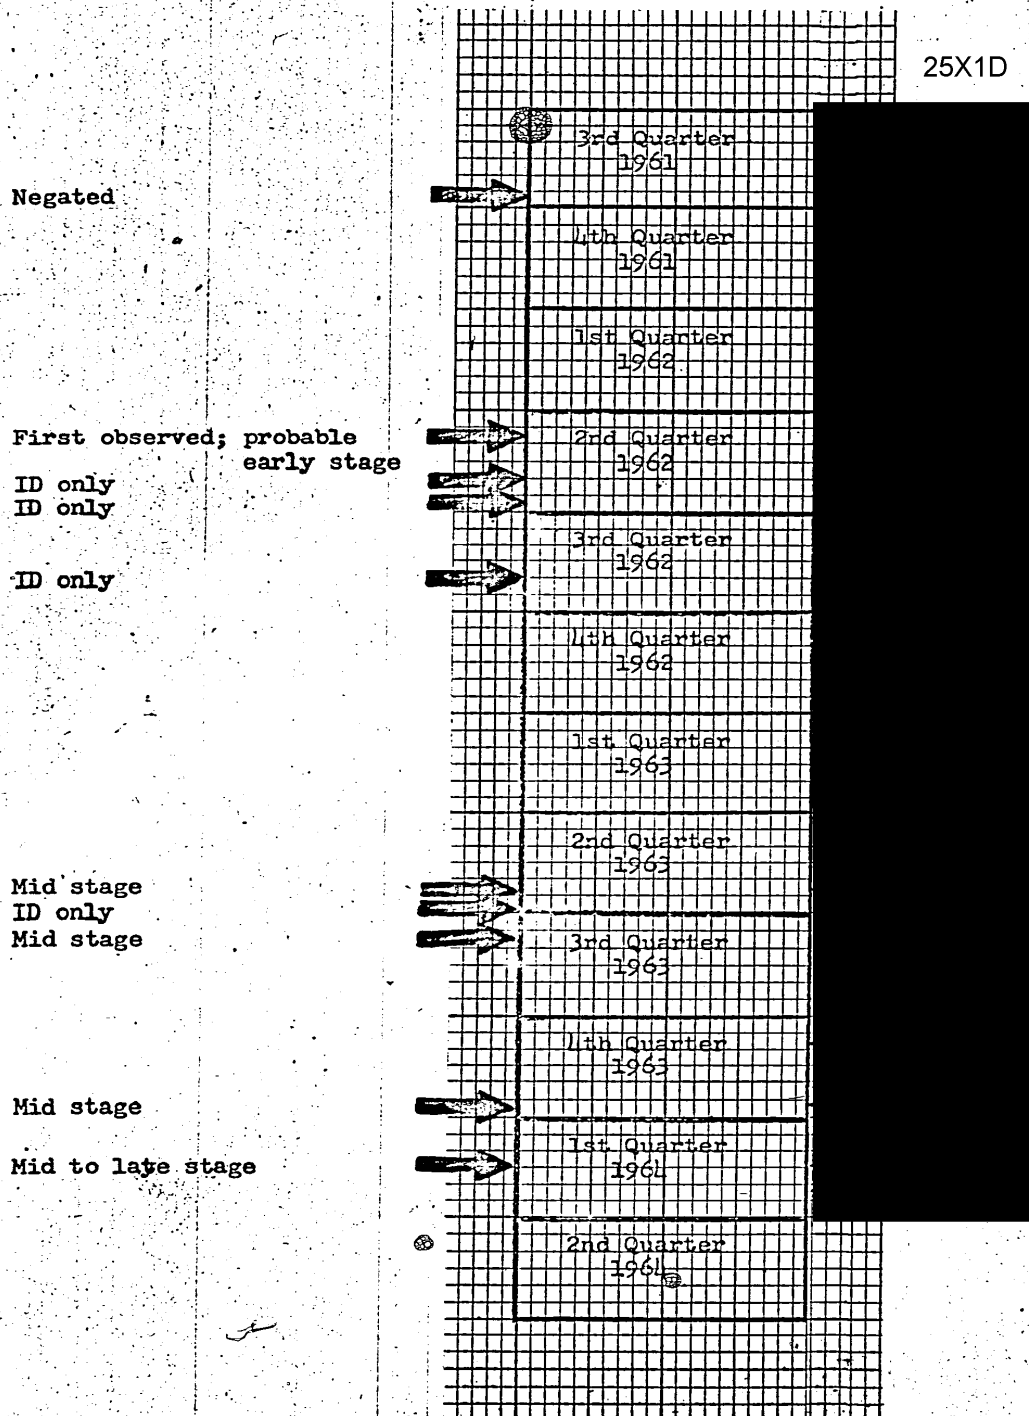 25X1D
3rd Quarter
1961
Negated
4th Quarter
1961
1st Quarter
1962
First observed; probable
early stage
2nd Quarter
1962
ID only
ID only
3rd Quarter
1962
ID only
4th Quarter
1962
1st Quarter
1963
2nd Quarter
1963
Mid stage
ID only
Mid stage
3rd Quarter
1963
4th Quarter
1963
Mid stage
1st Quarter
1964
Mid to late stage
2nd Quarter
1964